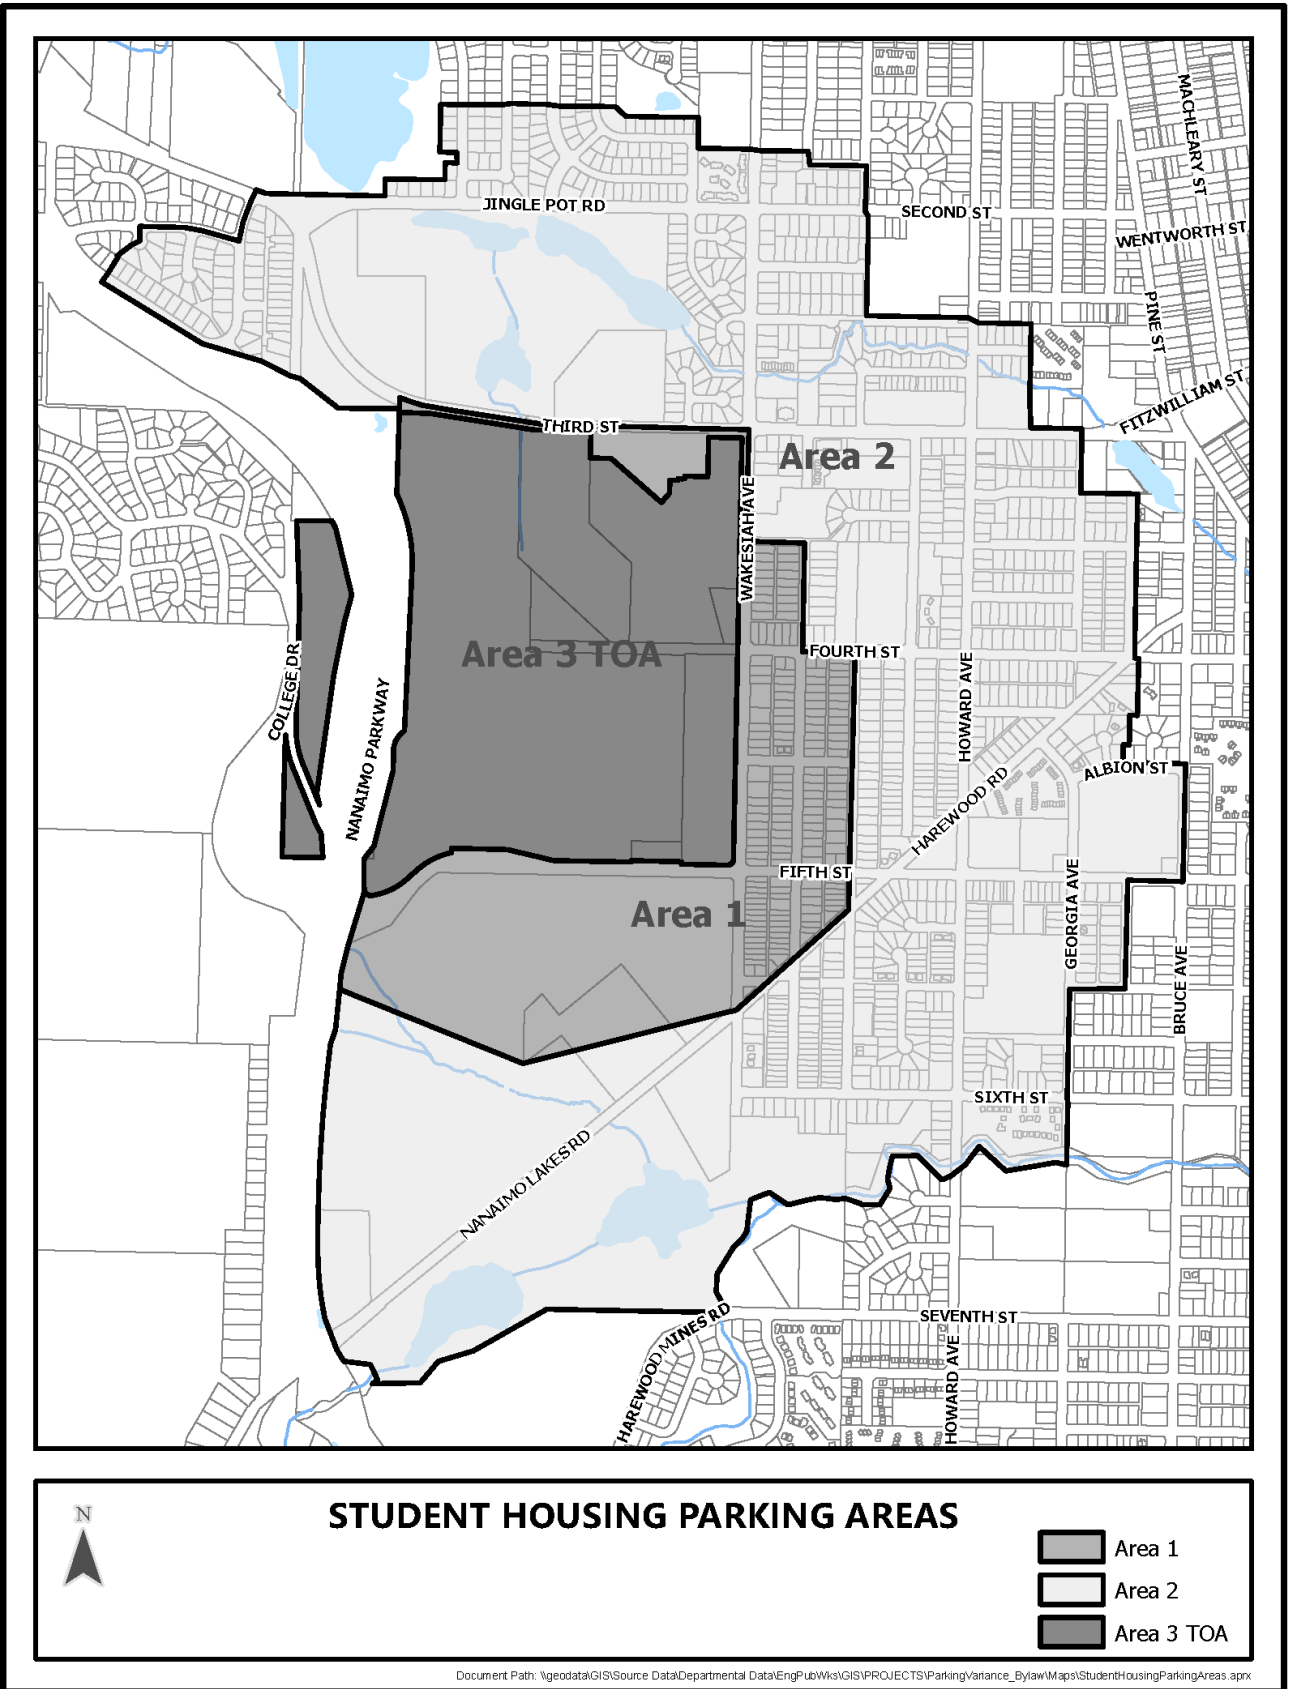 MACHLEARY ST
JINGLE POT RD
SECOND ST
WENTWORTH ST
PINE ST
FITZWILLIAM ST
THIRD ST
Area 2
WAKESIAH AVE
Area 3 TOA
FOURTH ST
COLLEGE DR
HOWARD AVE
NANAIMO PARKWAY
ALBION ST
HAREWOOD RD
FIFTH ST
Area 1
GEORGIA AVE
BRUCE AVE
SIXTH ST
NANAIMO LAKES RD
SEVENTH ST
HAREWOOD MINES RD
HOWARD AVE
N
STUDENT HOUSING PARKING AREAS
Area 1
Area 2
Area 3 TOA
Document Path: \\geodata\GIS\Source Data\Departmental Data\EngPubWks\GIS\PROJECTS\ParkingVariance_Bylaw\Maps\StudentHousingParkingAreas.aprx